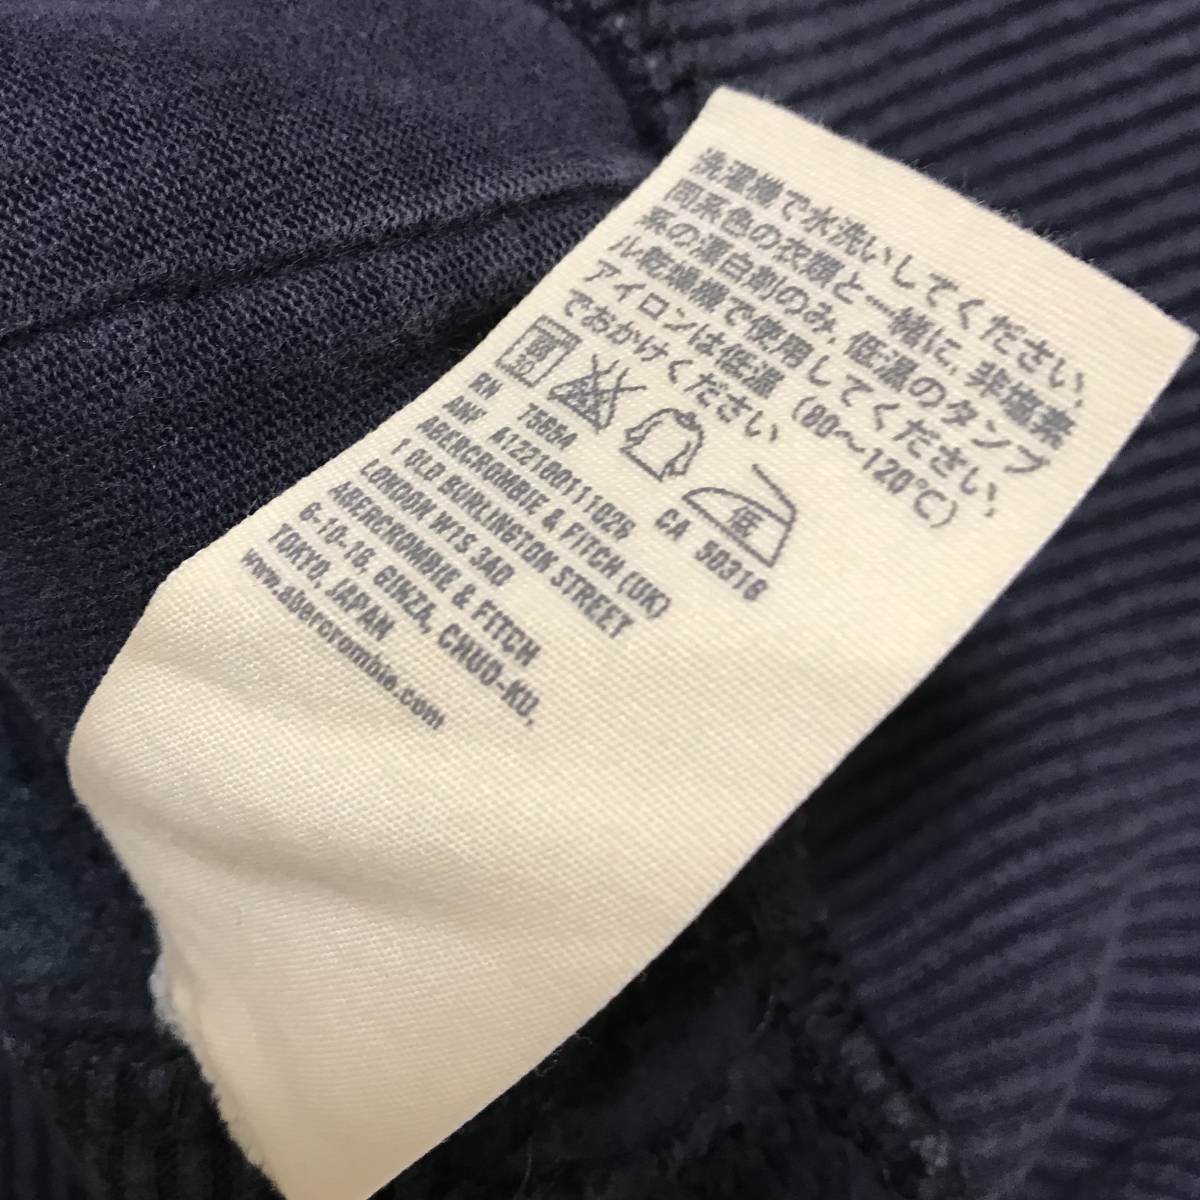 洗濯機で水洗いしてください,
同系色の衣類と一緒に, 非塩素
系の漂白剤のみ, 低温のタンブ
ル乾燥機で使用してください,
アイロンは低温 (80〜120℃)
でおかけください
低
RN 75654 CA 50316
ANF A122100111026
ABERCROMBIE & FITCH (UK)
1 OLD BURLINGTON STREET
LONDON W1S 3AD
ABERCROMBIE & FITCH
6-10-16, GINZA, CHUO-KU,
TOKYO, JAPAN
www.abercrombie.com